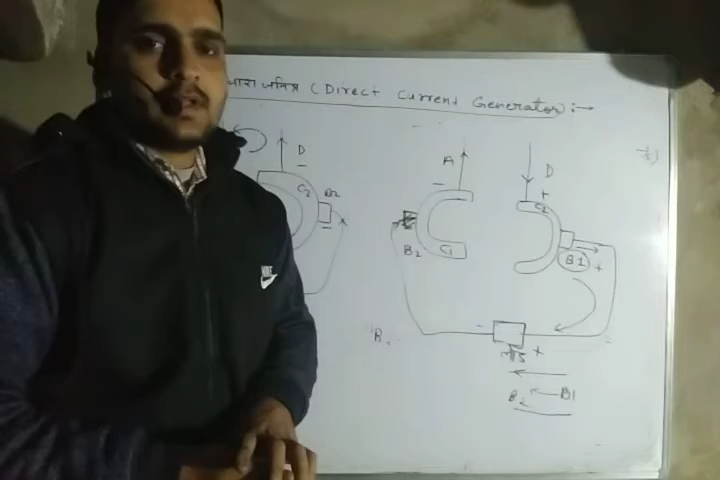 धारा जनित्र (Direct Current Generator) :→
D
-
C2
B2
-
A
-
D
+
C2
C1
B2
B1
+
-
लोड
+
B2 ← B1
NIKE